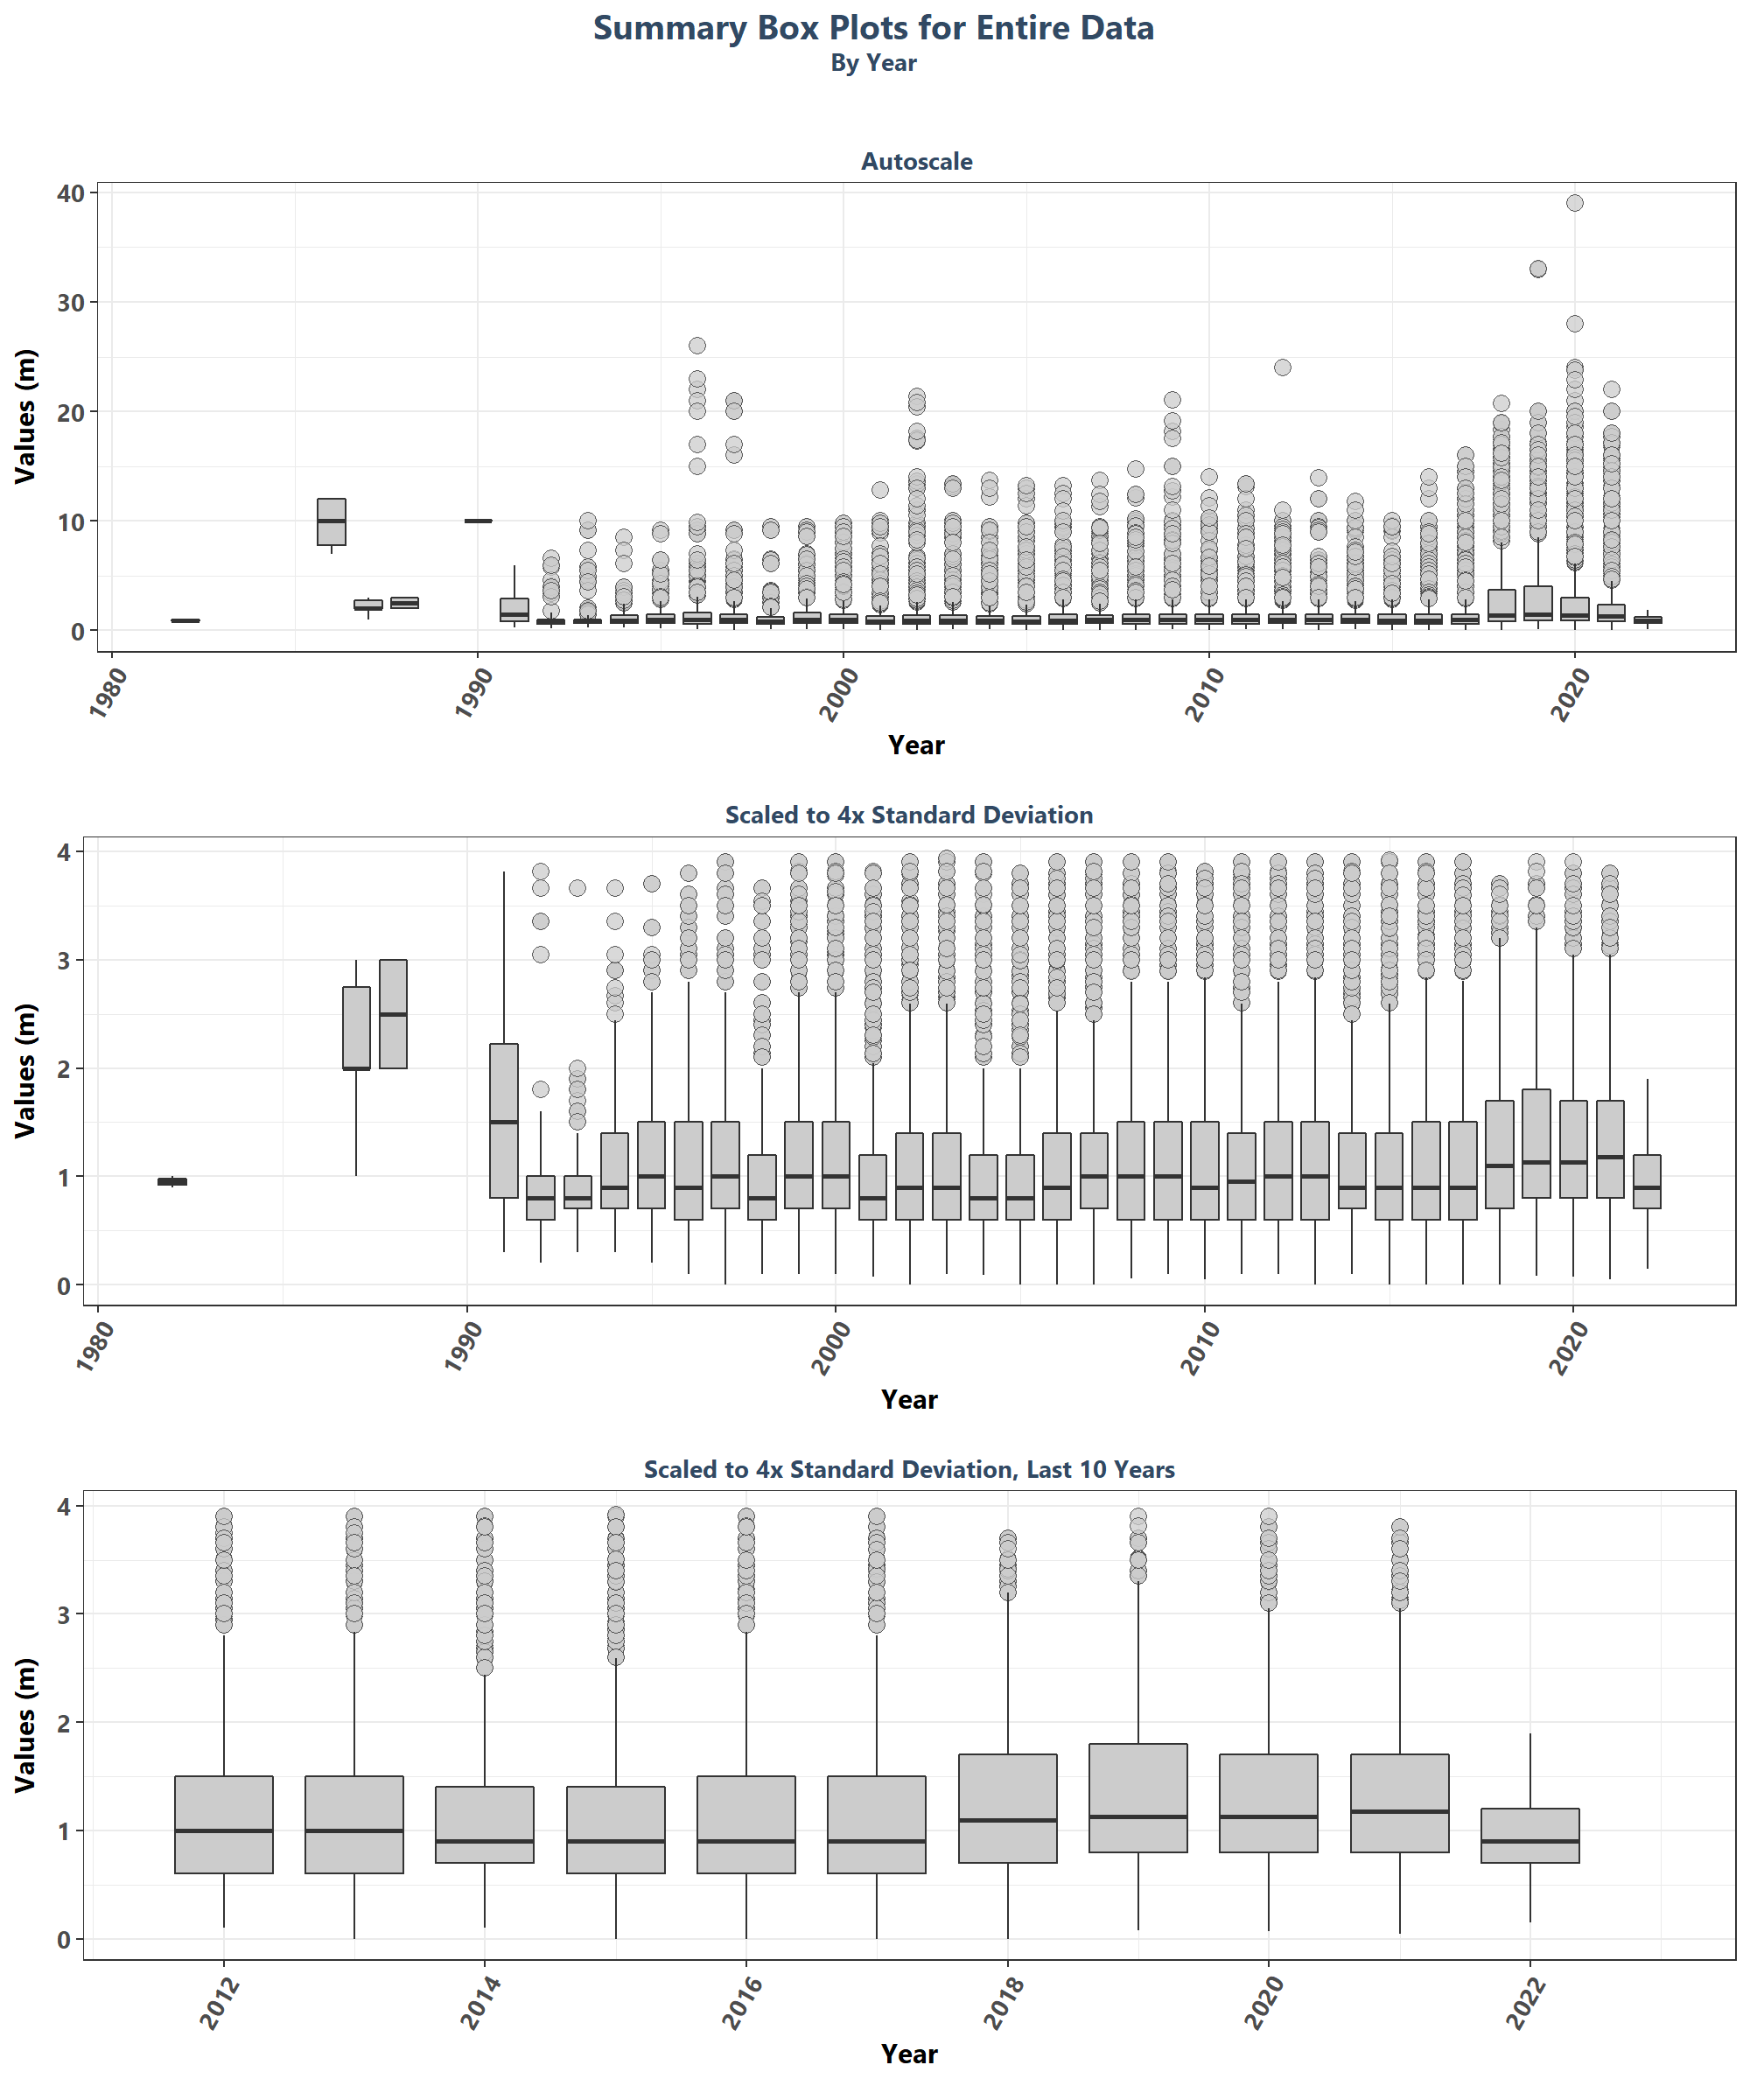 Summary Box Plots for Entire Data
By Year
Autoscale
Values (m)
40
30
20
10
0
1980
1990
2000
2010
2020
Year
Scaled to 4x Standard Deviation
Values (m)
4
3
2
1
0
1980
1990
2000
2010
2020
Year
Scaled to 4x Standard Deviation, Last 10 Years
Values (m)
4
3
2
1
0
2012
2014
2016
2018
2020
2022
Year